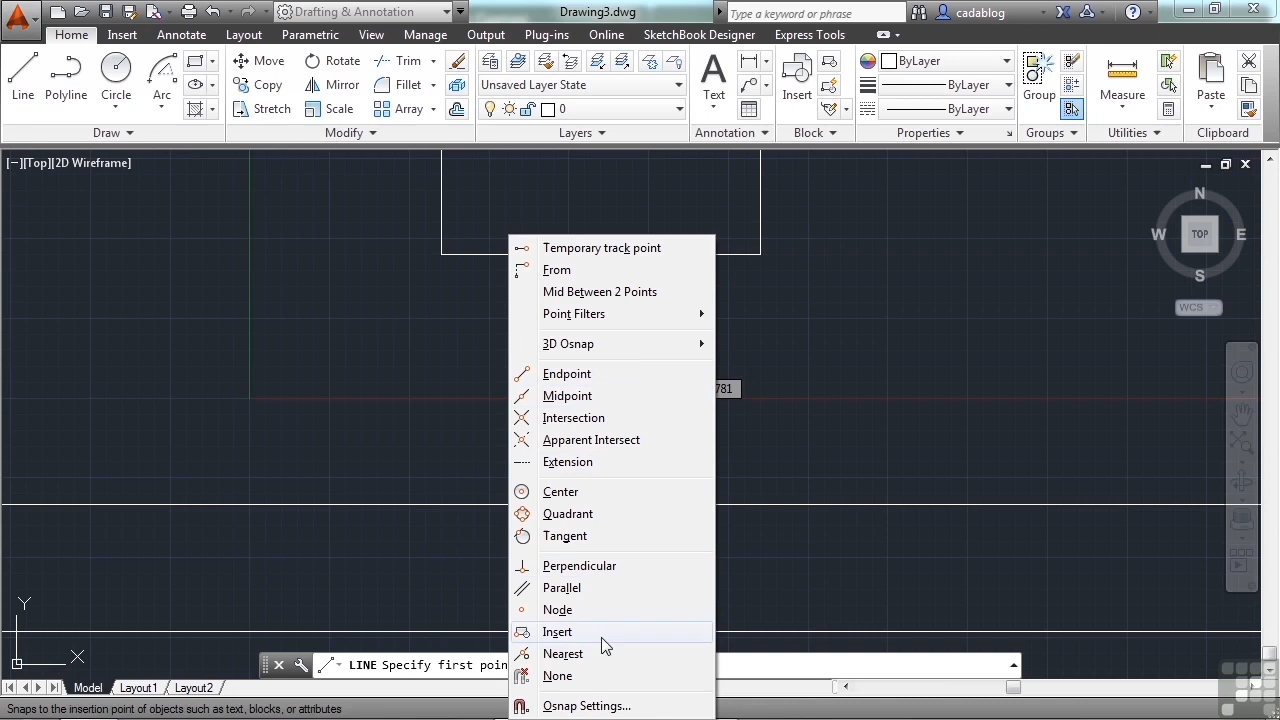 Drafting & Annotation
Drawing3.dwg
Type a keyword or phrase
cadablog
Home Insert Annotate Layout Parametric View Manage Output Plug-ins Online SketchBook Designer Express Tools
Line Polyline Circle Arc
Move Rotate Trim
Copy Mirror Fillet
Stretch Scale Array
Unsaved Layer State
0
Text
Insert
ByLayer
ByLayer
ByLayer
Group
Measure
Paste
Draw Modify Layers Annotation Block Properties Groups Utilities Clipboard
[−][Top][2D Wireframe]
N
W TOP E
S
WCS
Temporary track point
From
Mid Between 2 Points
Point Filters
3D Osnap
Endpoint
781
Midpoint
Intersection
Apparent Intersect
Extension
Center
Quadrant
Tangent
Perpendicular
Parallel
Node
Insert
Nearest
None
Osnap Settings...
Y
X
LINE Specify first poin
Model Layout1 Layout2
Snaps to the insertion point of objects such as text, blocks, or attributes